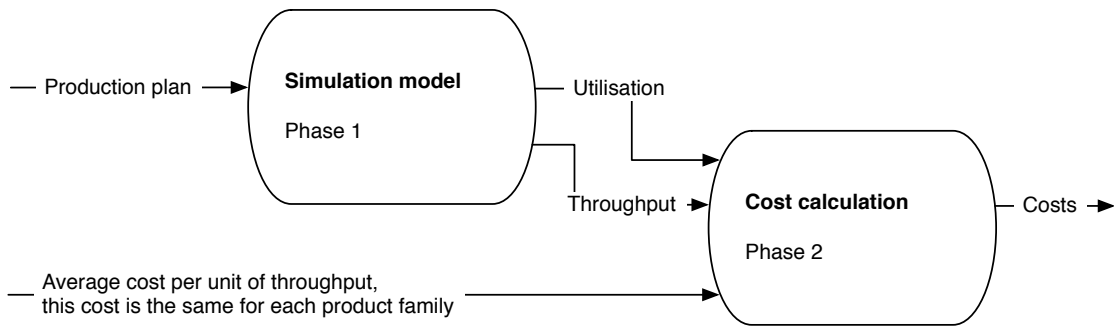 Production plan
Simulation model
Phase 1
Utilisation
Throughput
Cost calculation
Phase 2
Costs
Average cost per unit of throughput,
this cost is the same for each product family